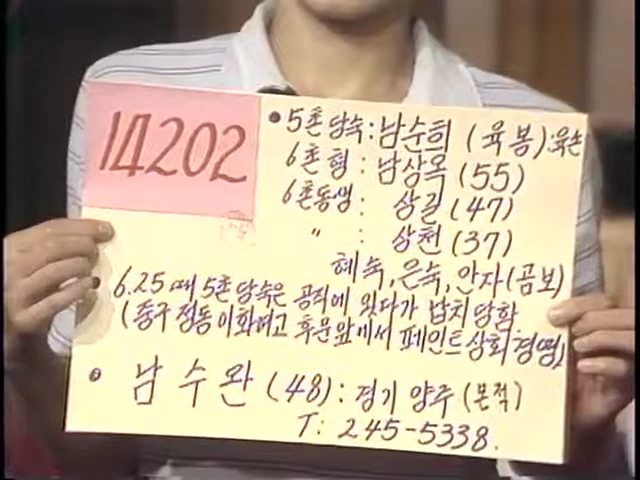 14202
● 5촌당숙: 남순희 (육봉).육손
6촌형: 남상옥 (55)
6촌동생: 상길 (47)
〃 : 상천 (37)
혜숙, 은숙, 안자(곰보)
6.25때 5촌당숙은 공직에 있다가 납치당함.
(중구 정동 이화여고 후문앞에서 페인트상회 경영)
● 남수완 (48): 경기 양주 (본적)
T: 245-5338.